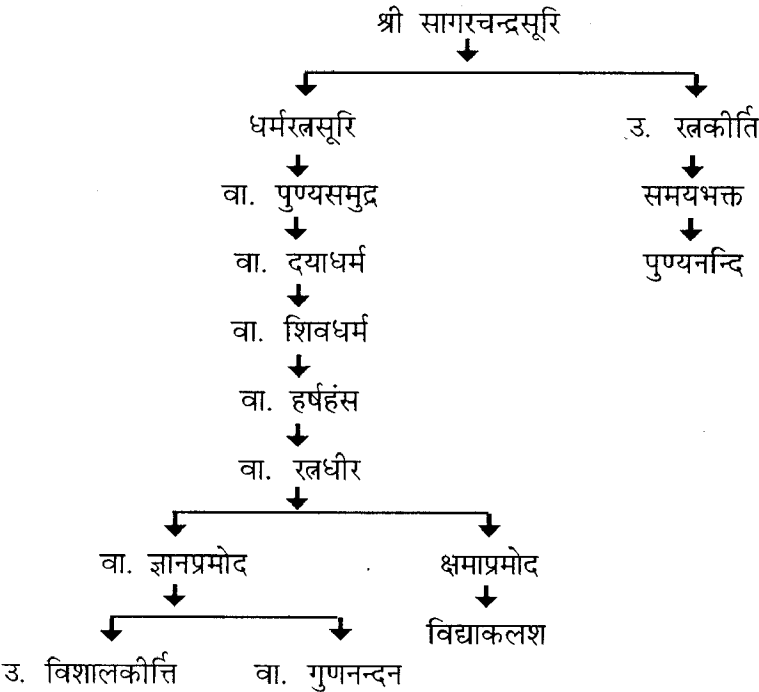 श्री सागरचन्द्रसूरि
धर्मरत्नसूरि
उ. रत्नकीर्ति
वा. पुण्यसमुद्र
समयभक्त
वा. दयाधर्म
पुण्यनन्दि
वा. शिवधर्म
वा. हर्षहंस
वा. रत्नधीर
वा. ज्ञानप्रमोद
क्षमाप्रमोद
विद्याकलश
उ. विशालकीर्त्ति
वा. गुणनन्दन